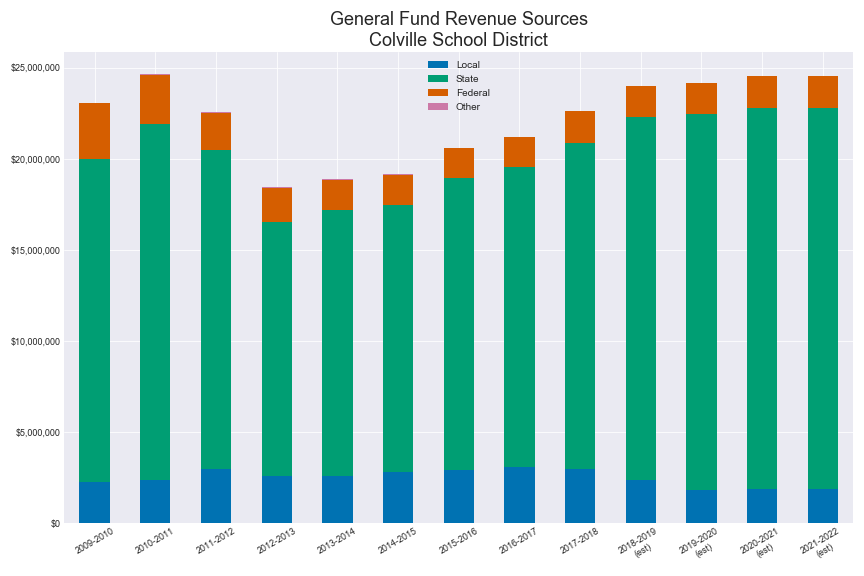 General Fund Revenue Sources
Colville School District
Local
State
Federal
Other
$25,000,000
$20,000,000
$15,000,000
$10,000,000
$5,000,000
$0
2009-2010
2010-2011
2011-2012
2012-2013
2013-2014
2014-2015
2015-2016
2016-2017
2017-2018
2018-2019
(est)
2019-2020
(est)
2020-2021
(est)
2021-2022
(est)